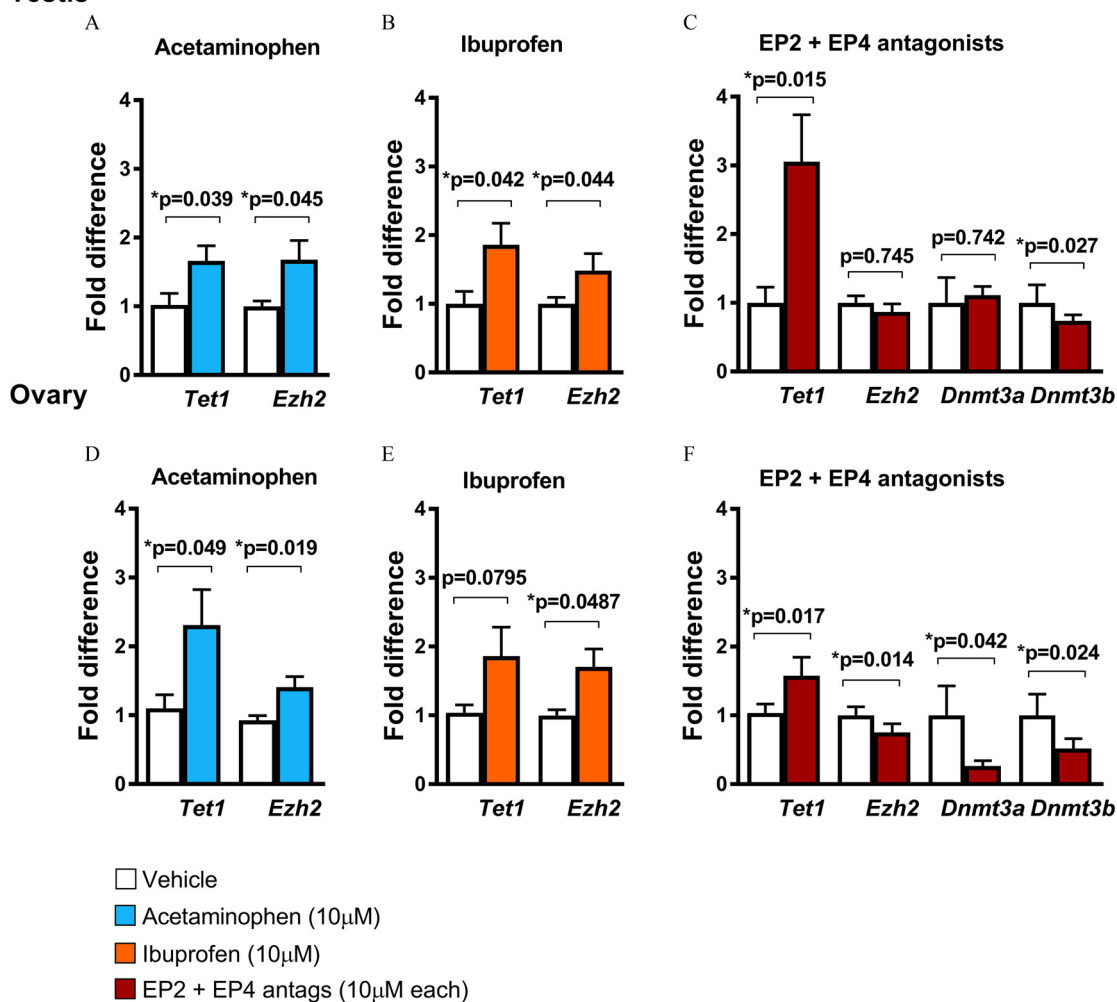 Testis
A
Acetaminophen
4
3
2
1
0
Fold difference
*p=0.039
*p=0.045
Tet1 Ezh2
B
Ibuprofen
4
3
2
1
0
Fold difference
*p=0.042
*p=0.044
Tet1 Ezh2
C
EP2 + EP4 antagonists
4
3
2
1
0
Fold difference
*p=0.015
p=0.745
p=0.742
*p=0.027
Tet1 Ezh2 Dnmt3a Dnmt3b
Ovary
D
Acetaminophen
4
3
2
1
0
Fold difference
*p=0.049
*p=0.019
Tet1 Ezh2
E
Ibuprofen
4
3
2
1
0
Fold difference
p=0.0795
*p=0.0487
Tet1 Ezh2
F
EP2 + EP4 antagonists
4
3
2
1
0
Fold difference
*p=0.017
*p=0.014
*p=0.042
*p=0.024
Tet1 Ezh2 Dnmt3a Dnmt3b
Vehicle
Acetaminophen (10μM)
Ibuprofen (10μM)
EP2 + EP4 antags (10μM each)